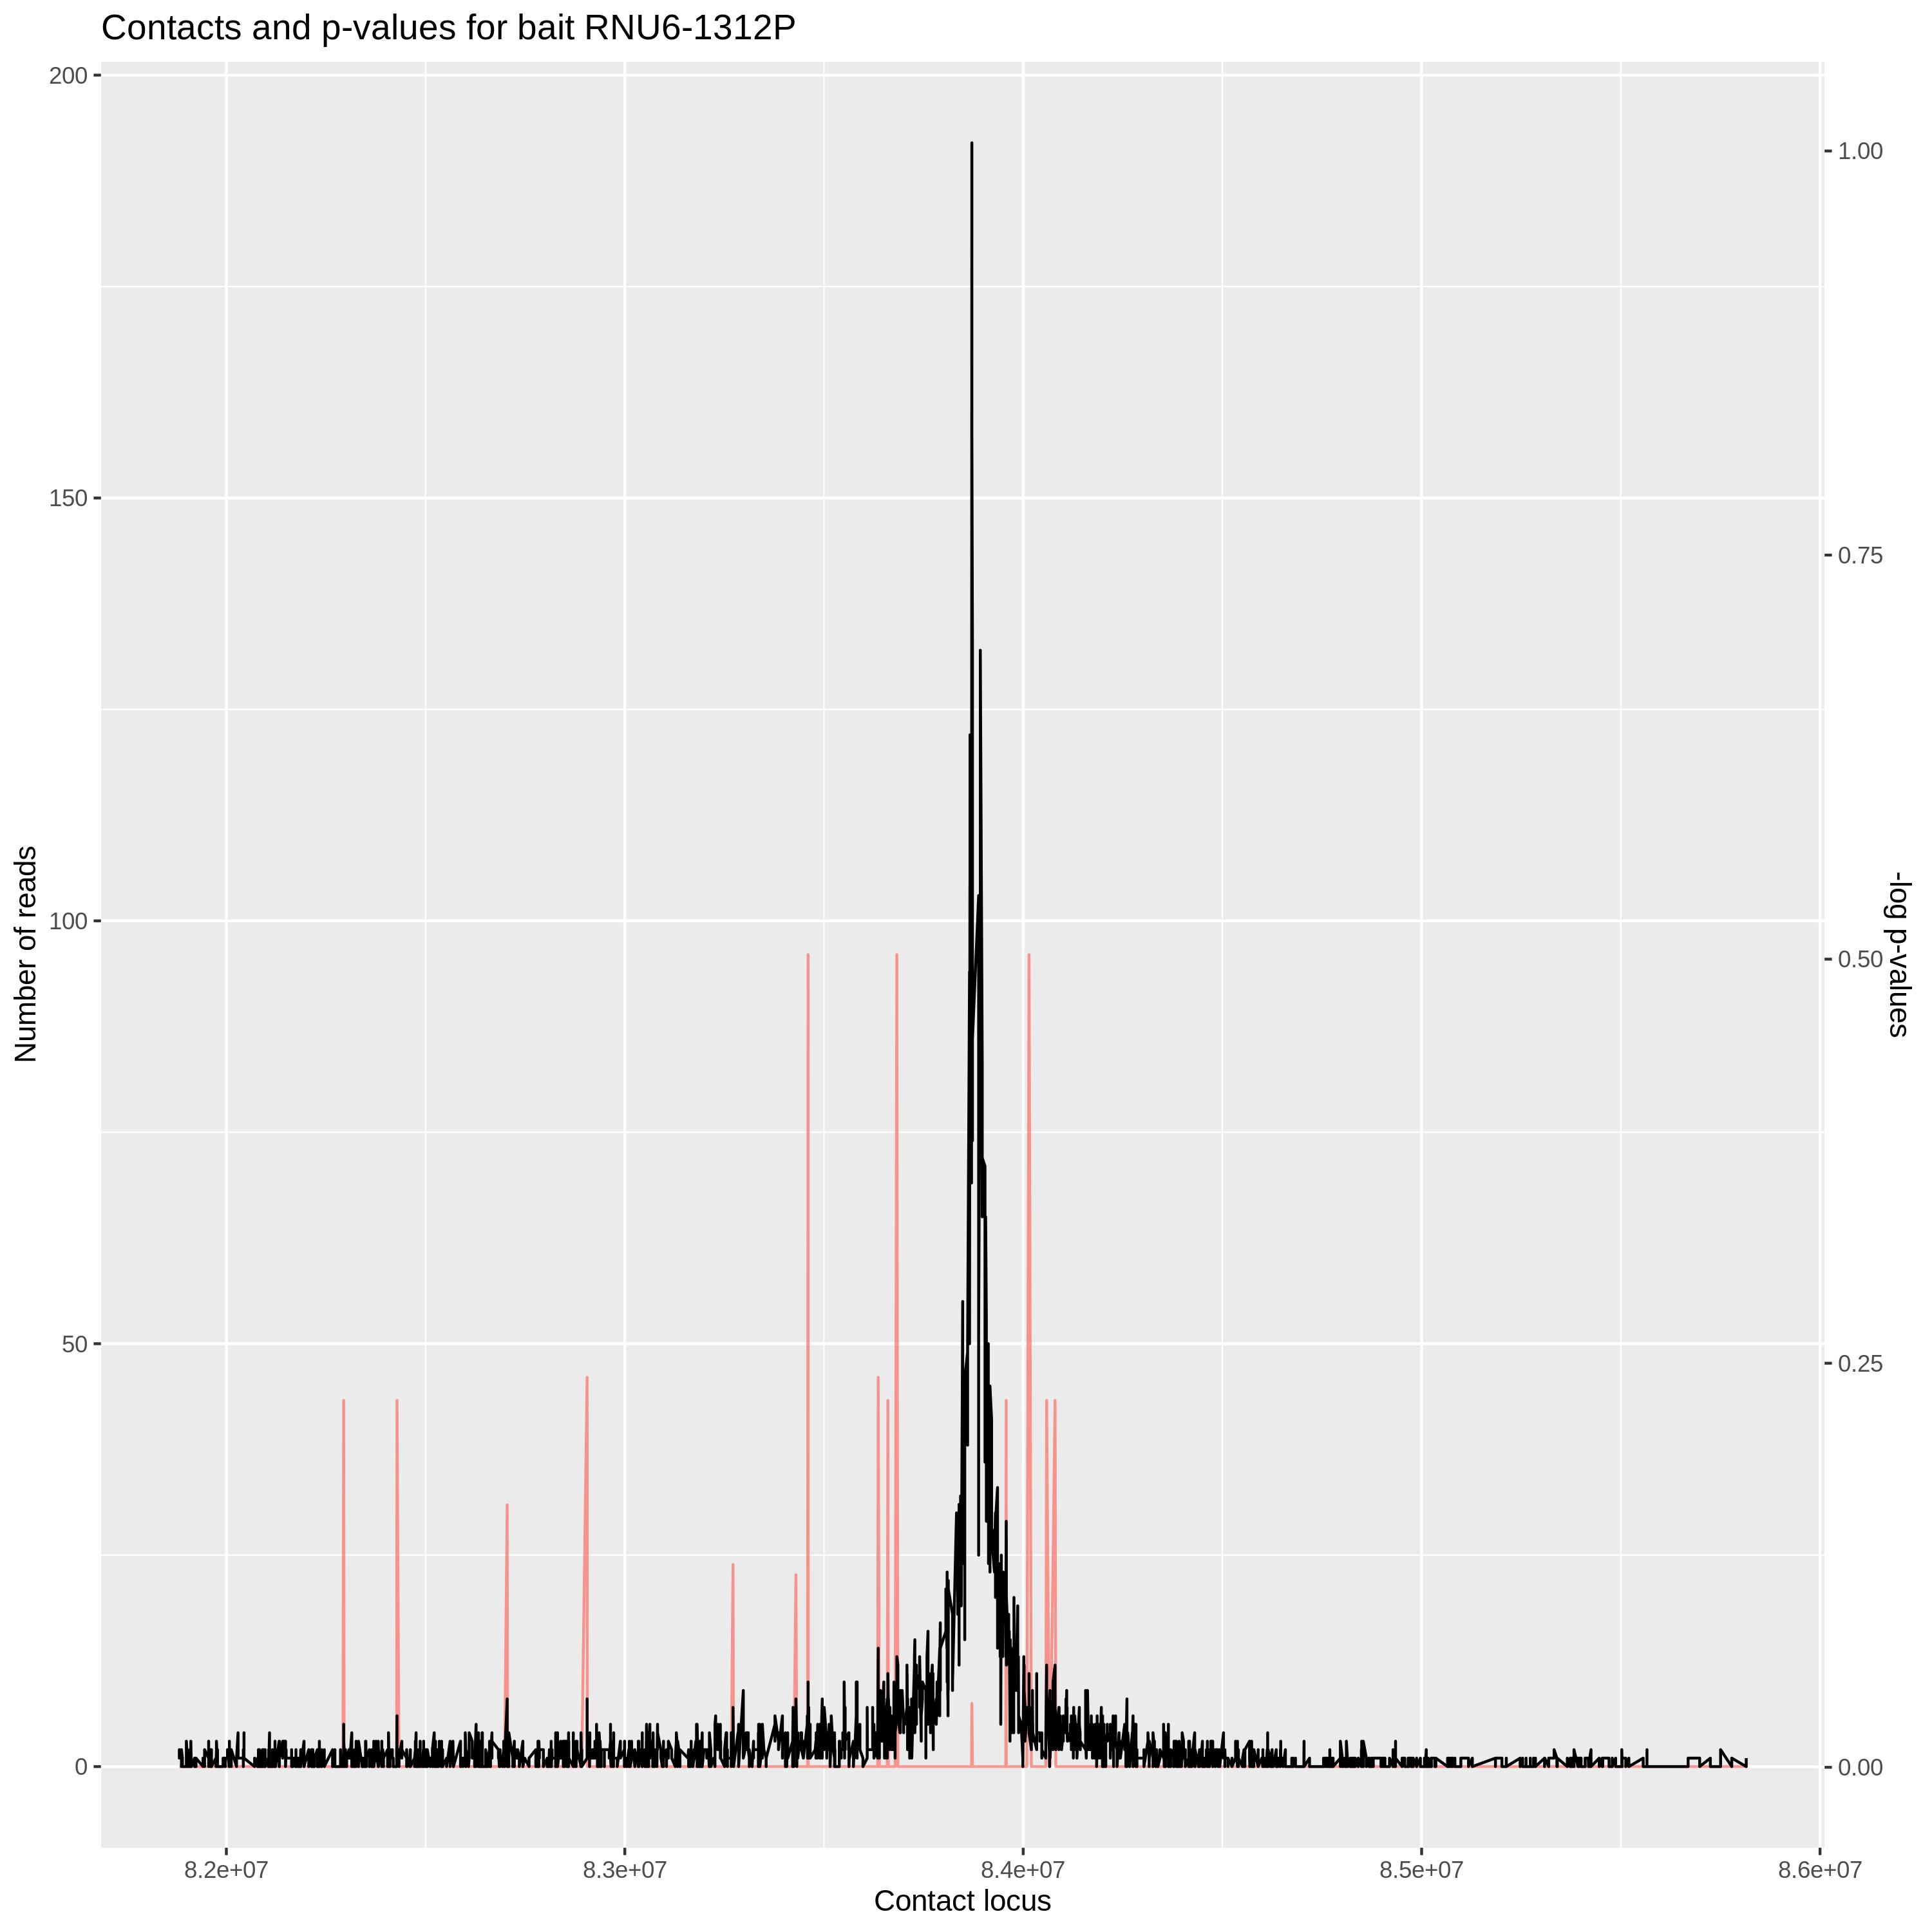 Contacts and p-values for bait RNU6-1312P
200
150
100
50
0
Number of reads
1.00
0.75
0.50
0.25
0.00
-log p-values
8.2e+07
8.3e+07
8.4e+07
8.5e+07
8.6e+07
Contact locus